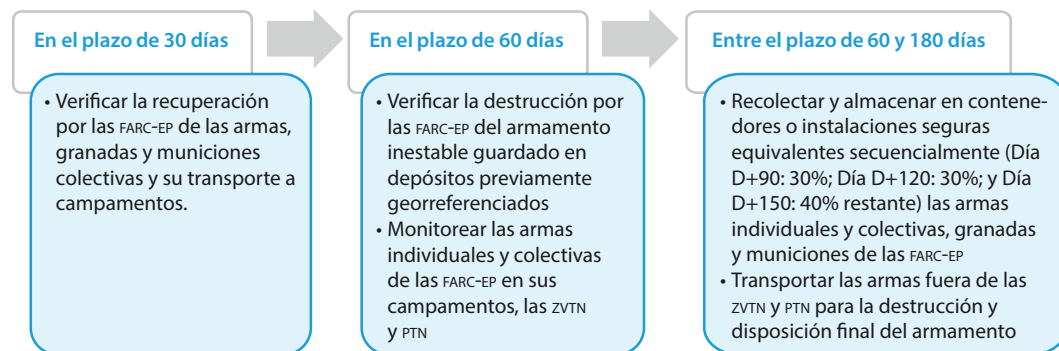 En el plazo de 30 días
• Verificar la recuperación
por las FARC-EP de las armas,
granadas y municiones
colectivas y su transporte a
campamentos.
En el plazo de 60 días
• Verificar la destrucción por
las FARC-EP del armamento
inestable guardado en
depósitos previamente
georreferenciados
• Monitorear las armas
individuales y colectivas
de las FARC-EP en sus
campamentos, las ZVTN
y PTN
Entre el plazo de 60 y 180 días
• Recolectar y almacenar en contene-
dores o instalaciones seguras
equivalentes secuencialmente (Día
D+90: 30%; Día D+120: 30%; y Día
D+150: 40% restante) las armas
individuales y colectivas, granadas
y municiones de las FARC-EP
• Transportar las armas fuera de las
ZVTN y PTN para la destrucción y
disposición final del armamento